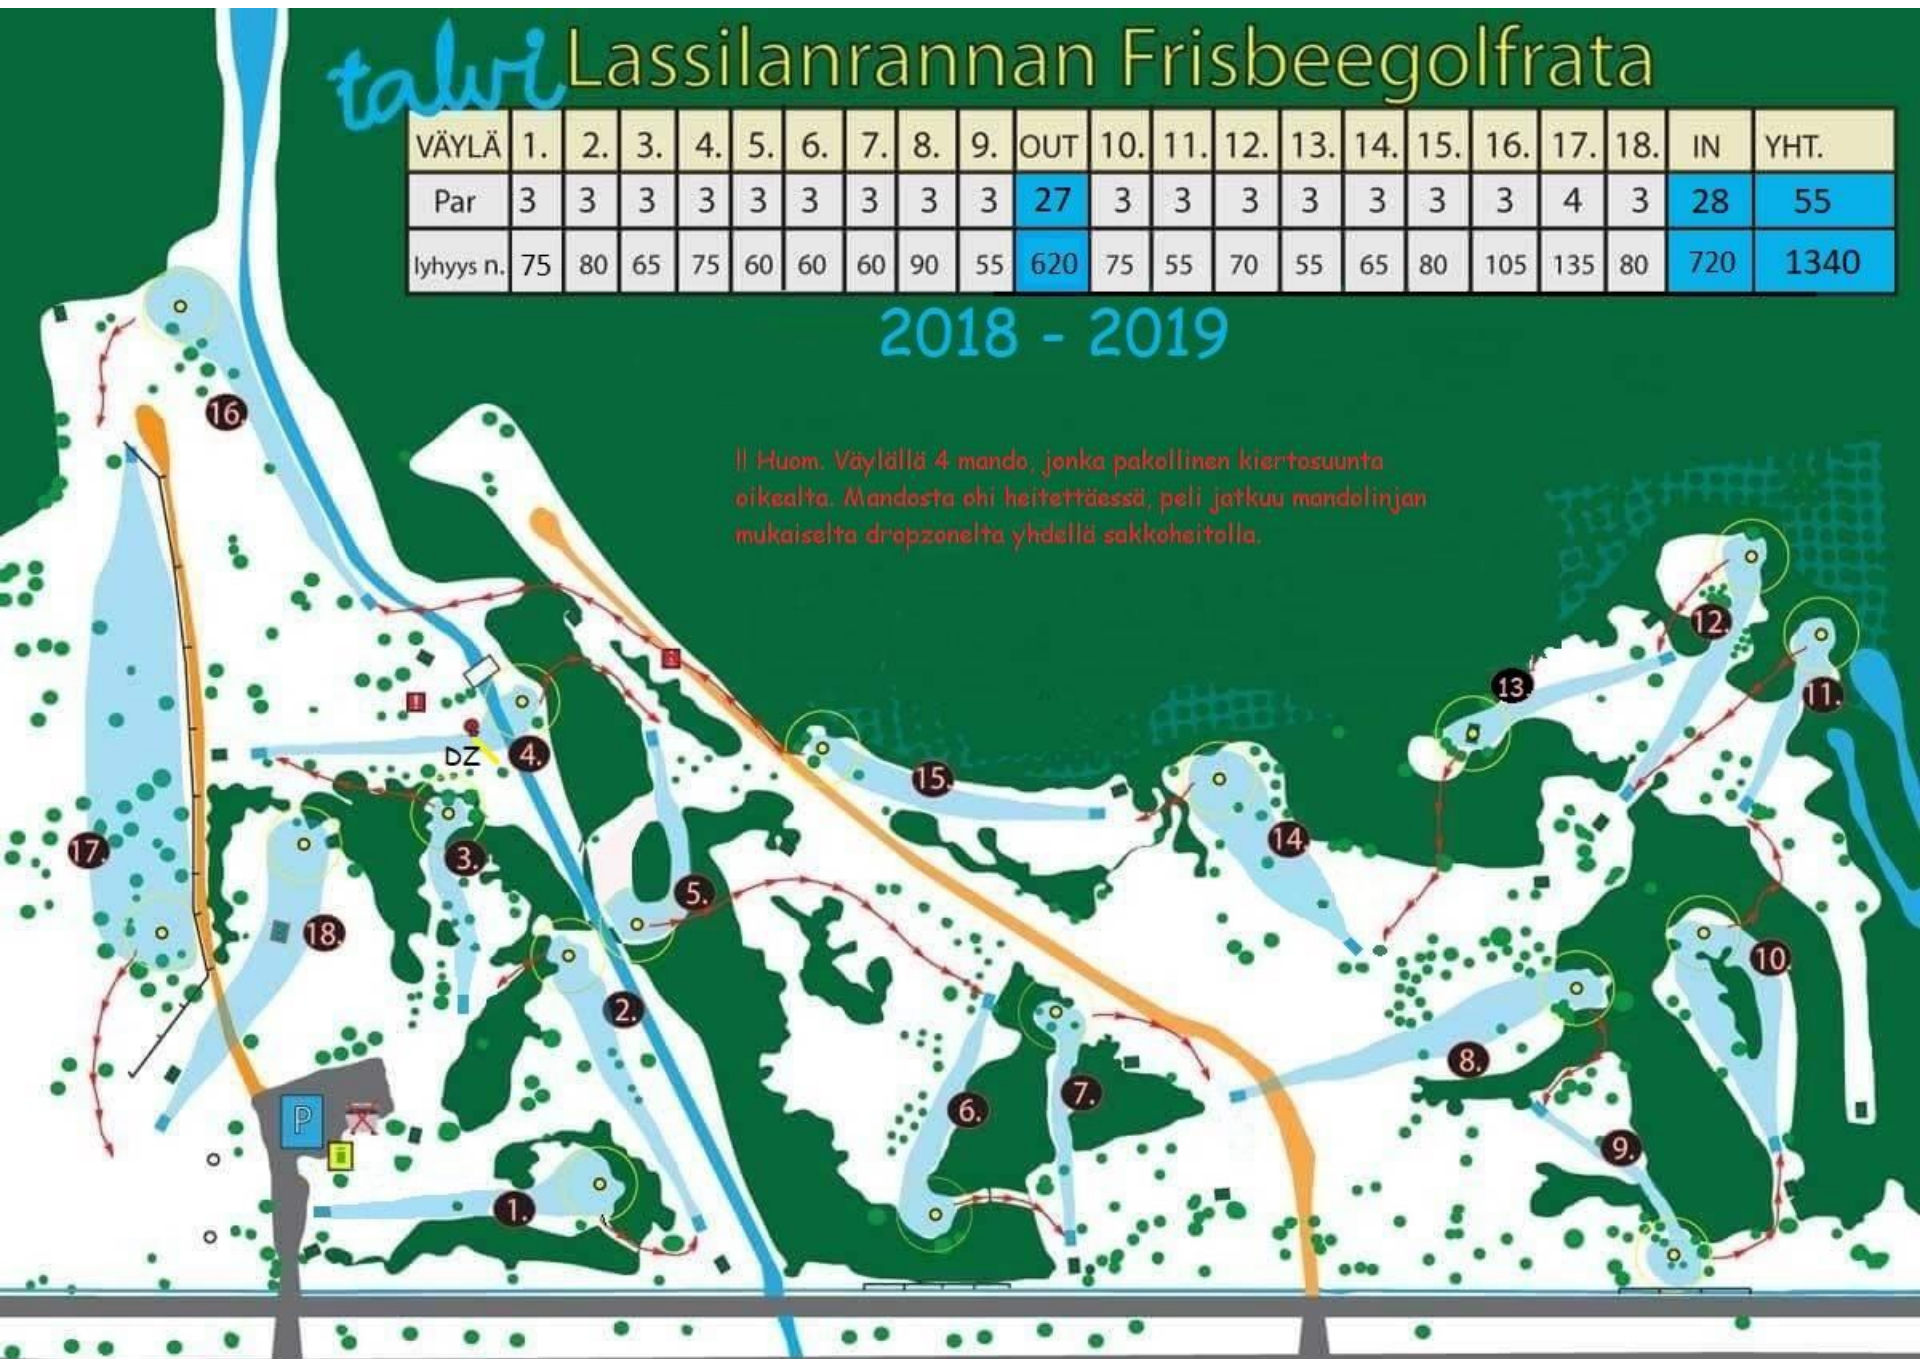 talvi Lassilanrannan Frisbeegolfrata
VÄYLÄ 1. 2. 3. 4. 5. 6. 7. 8. 9. OUT 10. 11. 12. 13. 14. 15. 16. 17. 18. IN YHT.
Par 3 3 3 3 3 3 3 3 3 27 3 3 3 3 3 3 3 4 3 28 55
lyhyys n. 75 80 65 75 60 60 60 90 55 620 75 55 70 55 65 80 105 135 80 720 1340
2018 - 2019
16.
!! Huom. Väylällä 4 mando, jonka pakollinen kiertosuunta
oikealta. Mandosta ohi heitettäessä, peli jatkuu mandolinjan
mukaiselta dropzonelta yhdellä sakkoheitolla.
12.
13.
11.
!
DZ
4.
15.
14.
17.
3.
5.
18.
2.
10.
8.
7.
6.
P
9.
1.